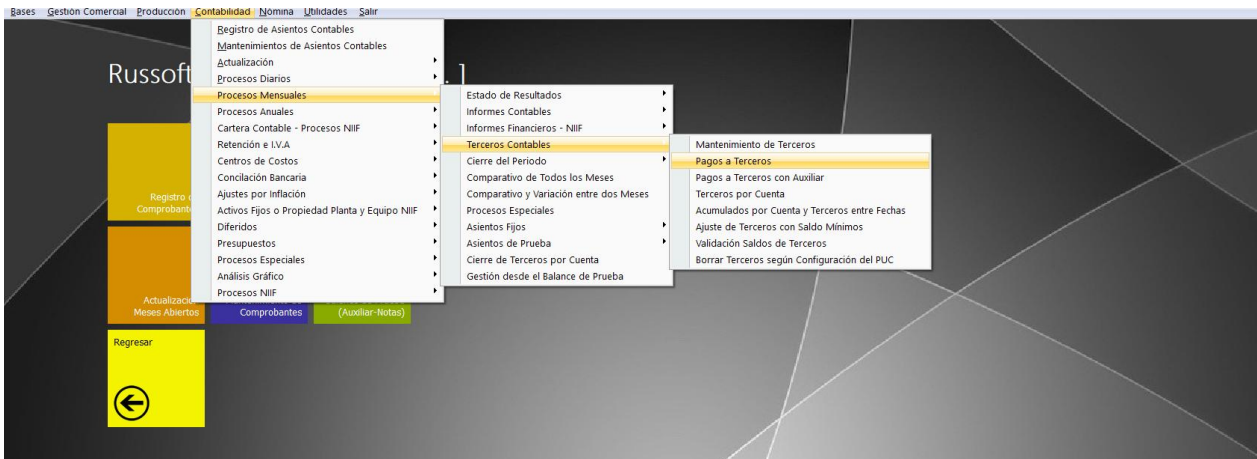 Bases Gestión Comercial Producción Contabilidad Nómina Utilidades Salir
Registro de Asientos Contables
Mantenimientos de Asientos Contables
Actualización
Procesos Diarios
Procesos Mensuales
Procesos Anuales
Cartera Contable - Procesos NIIF
Retención e I.V.A
Centros de Costos
Concilación Bancaria
Ajustes por Inflación
Activos Fijos o Propiedad Planta y Equipo NIIF
Diferidos
Presupuestos
Procesos Especiales
Análisis Gráfico
Procesos NIIF
Estado de Resultados
Informes Contables
Informes Financieros - NIIF
Terceros Contables
Cierre del Periodo
Comparativo de Todos los Meses
Comparativo y Variación entre dos Meses
Procesos Especiales
Asientos Fijos
Asientos de Prueba
Cierre de Terceros por Cuenta
Gestión desde el Balance de Prueba
Mantenimiento de Terceros
Pagos a Terceros
Pagos a Terceros con Auxiliar
Terceros por Cuenta
Acumulados por Cuenta y Terceros entre Fechas
Ajuste de Terceros con Saldo Mínimos
Validación Saldos de Terceros
Borrar Terceros según Configuración del PUC
Russoft
. ]
Registro
Meses Abiertos
Comprobantes
(Auxiliar-Notas)
Regresar